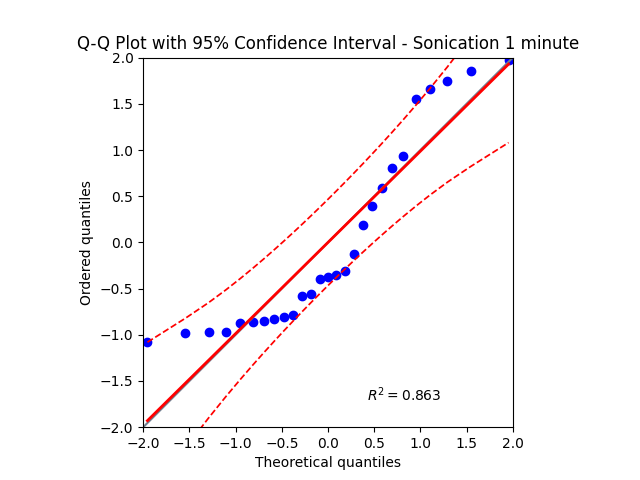 Q-Q Plot with 95% Confidence Interval - Sonication 1 minute
2.0
1.5
1.0
0.5
0.0
−0.5
−1.0
−1.5
−2.0
Ordered quantiles
R² = 0.863
−2.0 −1.5 −1.0 −0.5 0.0 0.5 1.0 1.5 2.0
Theoretical quantiles